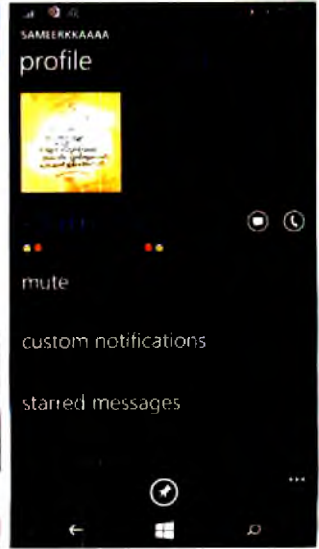 SAMEERKKAAAA
profile
mute
custom notifications
starred messages